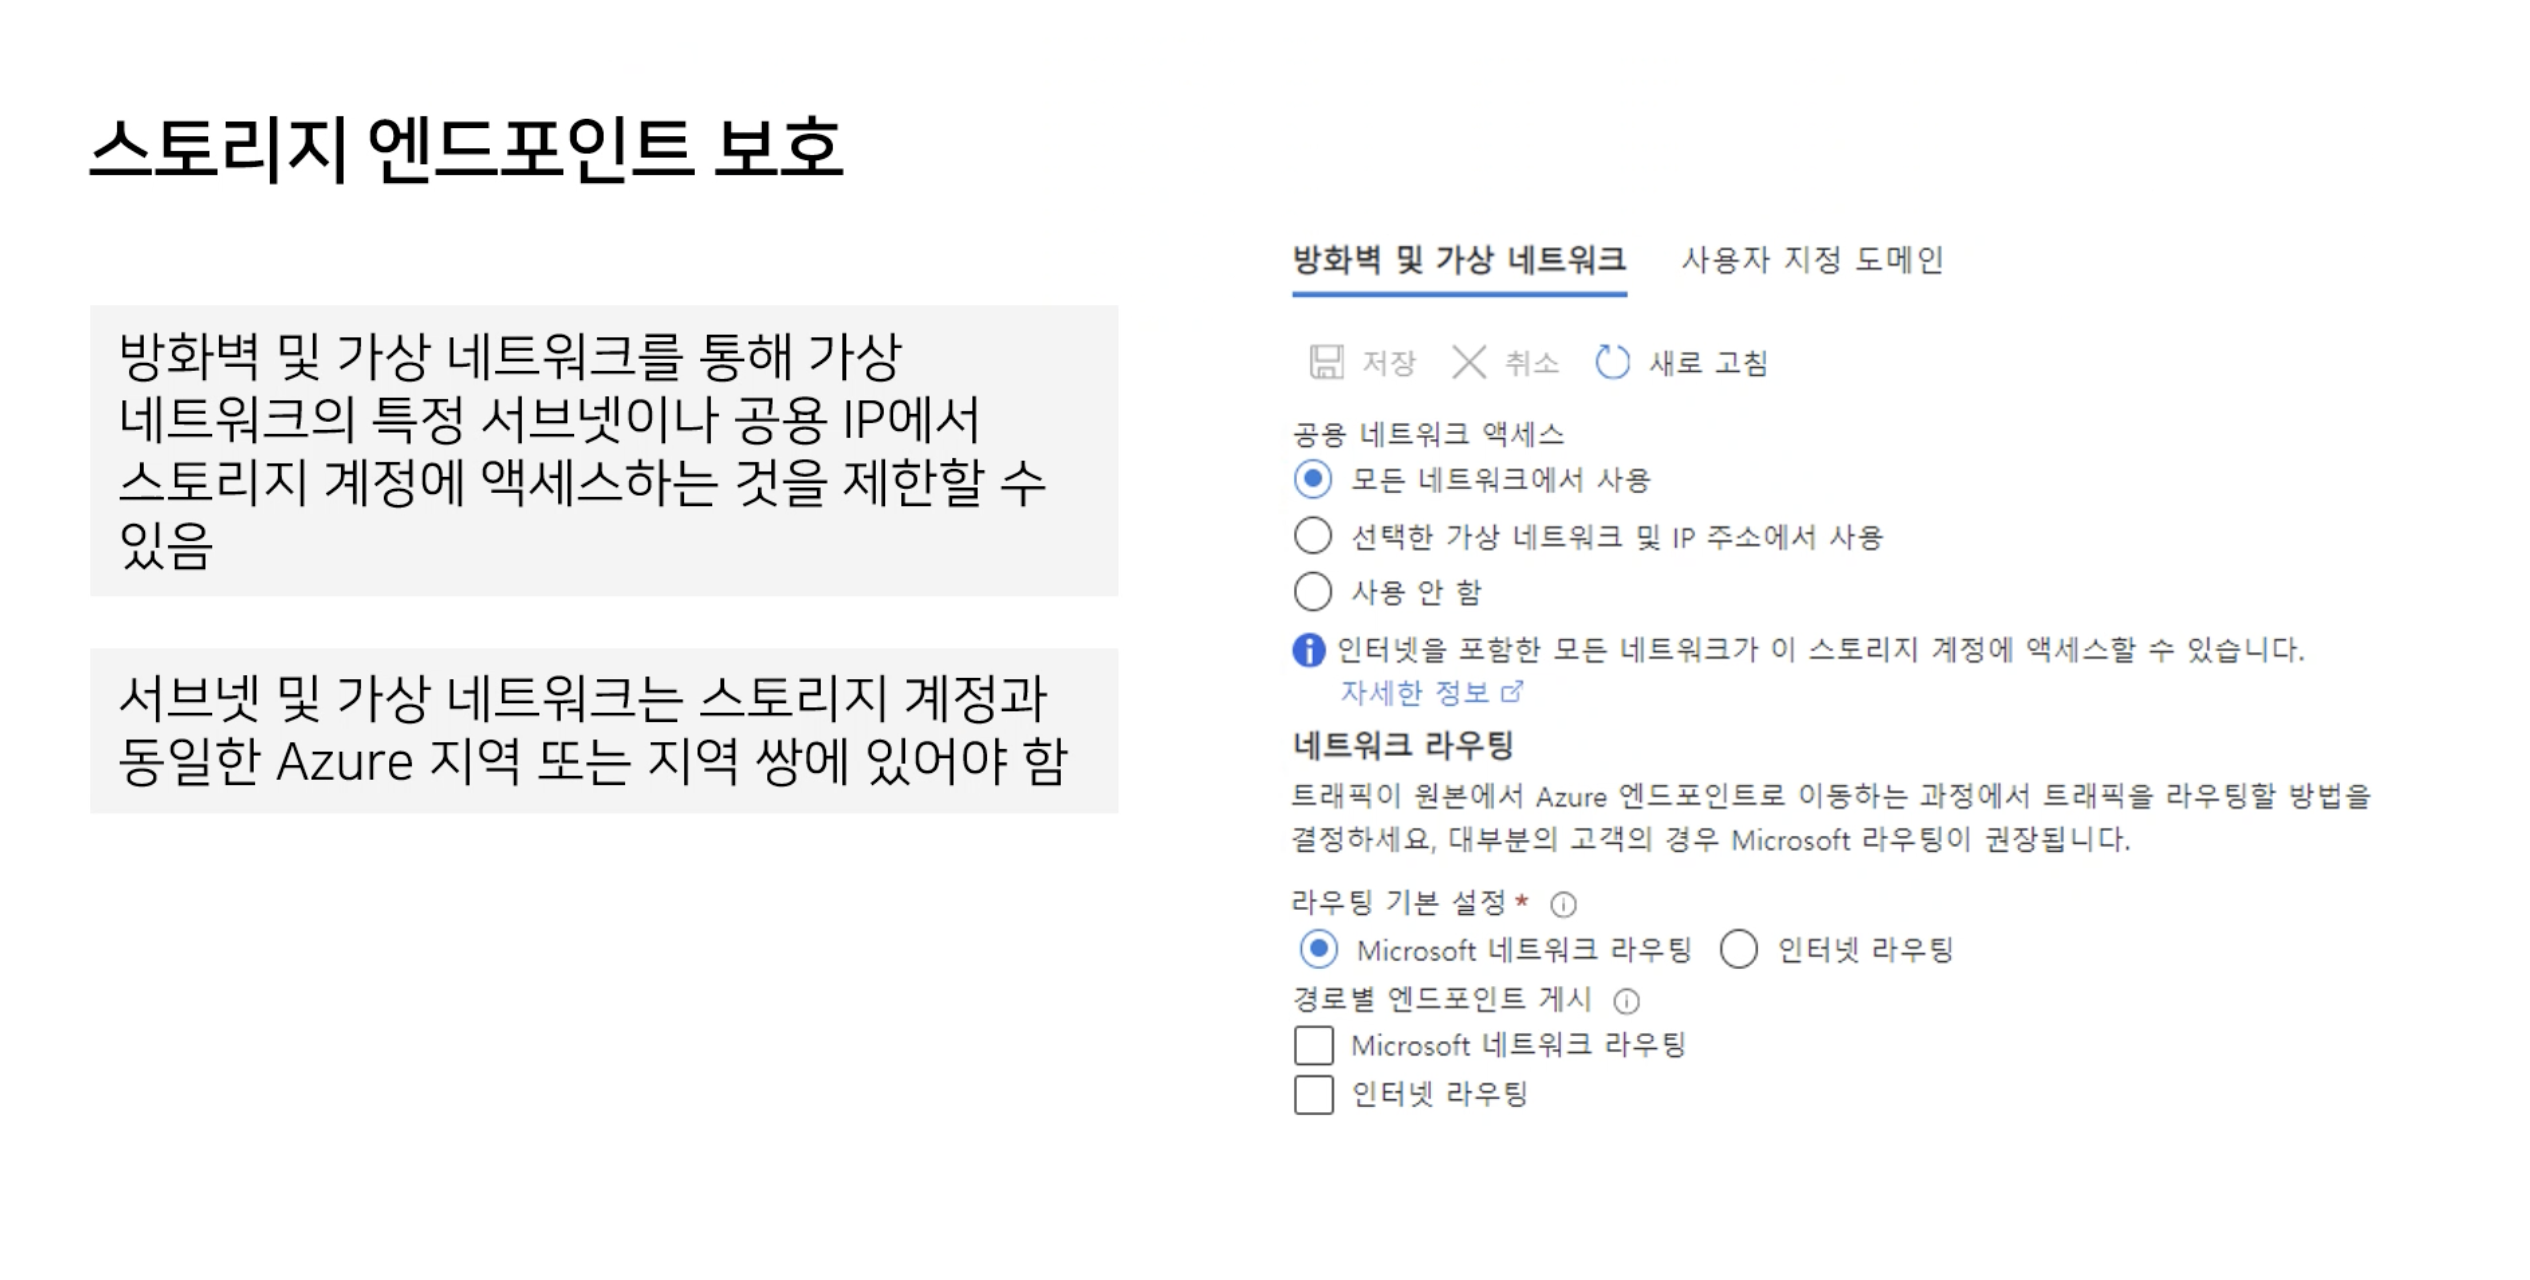 스토리지 엔드포인트 보호
방화벽 및 가상 네트워크를 통해 가상
네트워크의 특정 서브넷이나 공용 IP에서
스토리지 계정에 액세스하는 것을 제한할 수
있음
서브넷 및 가상 네트워크는 스토리지 계정과
동일한 Azure 지역 또는 지역 쌍에 있어야 함
방화벽 및 가상 네트워크 사용자 지정 도메인
저장 취소 새로 고침
공용 네트워크 액세스
모든 네트워크에서 사용
선택한 가상 네트워크 및 IP 주소에서 사용
사용 안 함
인터넷을 포함한 모든 네트워크가 이 스토리지 계정에 액세스할 수 있습니다.
자세한 정보
네트워크 라우팅
트래픽이 원본에서 Azure 엔드포인트로 이동하는 과정에서 트래픽을 라우팅할 방법을
결정하세요, 대부분의 고객의 경우 Microsoft 라우팅이 권장됩니다.
라우팅 기본 설정 *
Microsoft 네트워크 라우팅 인터넷 라우팅
경로별 엔드포인트 게시
Microsoft 네트워크 라우팅
인터넷 라우팅